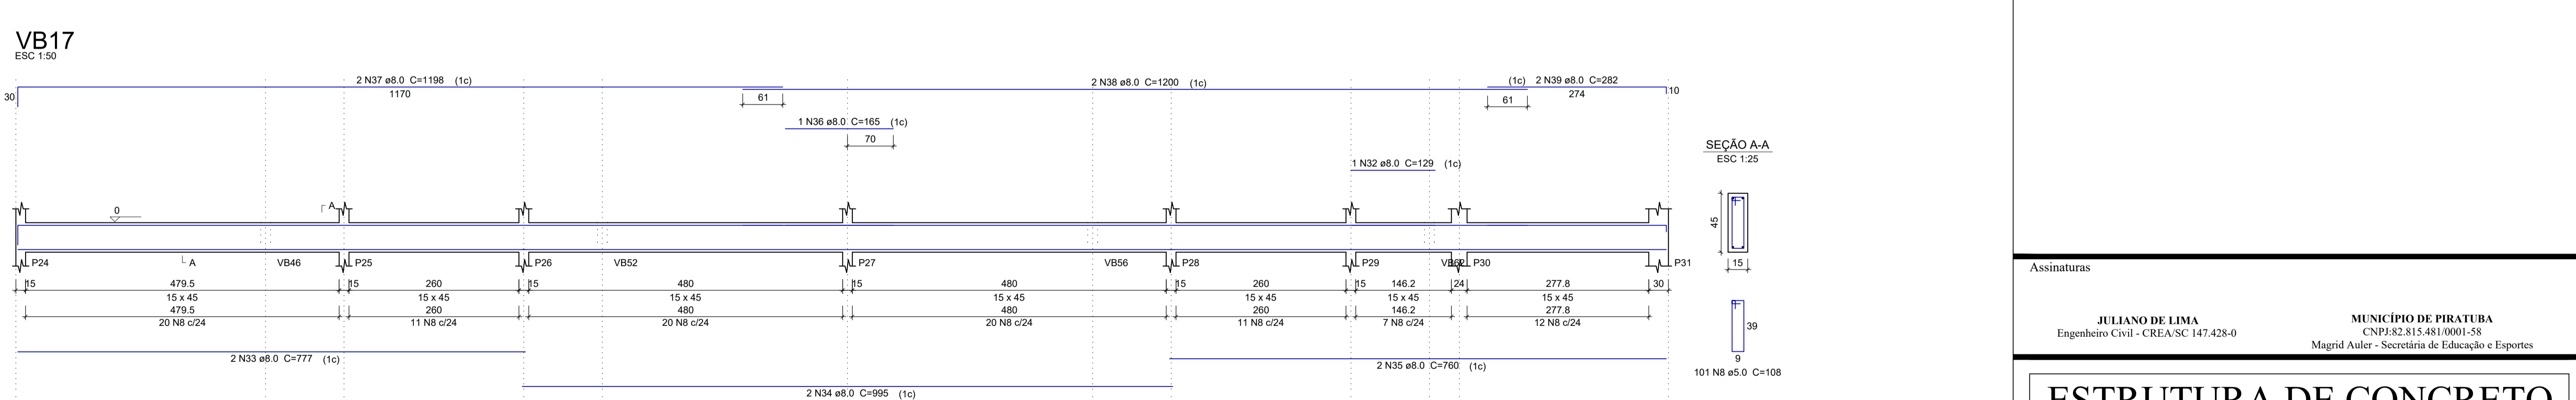 VB17
ESC 1:50
2 N37 ø8.0 C=1198 (1c)
30
1170
61
2 N38 ø8.0 C=1200 (1c)
(1c) 2 N39 ø8.0 C=282
61
274
10
1 N36 ø8.0 C=165 (1c)
70
1 N32 ø8.0 C=129 (1c)
0
A
A
P24 VB46 P25 P26 VB52 P27 VB56 P28 P29 P30 P31
15 479.5 15 260 15 480 15 480 15 260 15 146.2 24 277.8 30
15 x 45 15 x 45 15 x 45 15 x 45 15 x 45 15 x 45 15 x 45
479.5 260 480 480 260 146.2 277.8
20 N8 c/24 11 N8 c/24 20 N8 c/24 20 N8 c/24 11 N8 c/24 7 N8 c/24 12 N8 c/24
2 N33 ø8.0 C=777 (1c)
2 N35 ø8.0 C=760 (1c)
2 N34 ø8.0 C=995 (1c)
SEÇÃO A-A
ESC 1:25
45
15
39
9
101 N8 ø5.0 C=108
Assinaturas
JULIANO DE LIMA
Engenheiro Civil - CREA/SC 147.428-0
MUNICÍPIO DE PIRATUBA
CNPJ:82.815.481/0001-58
Magrid Auler - Secretária de Educação e Esportes
ESTRUTURA DE CONCRETO